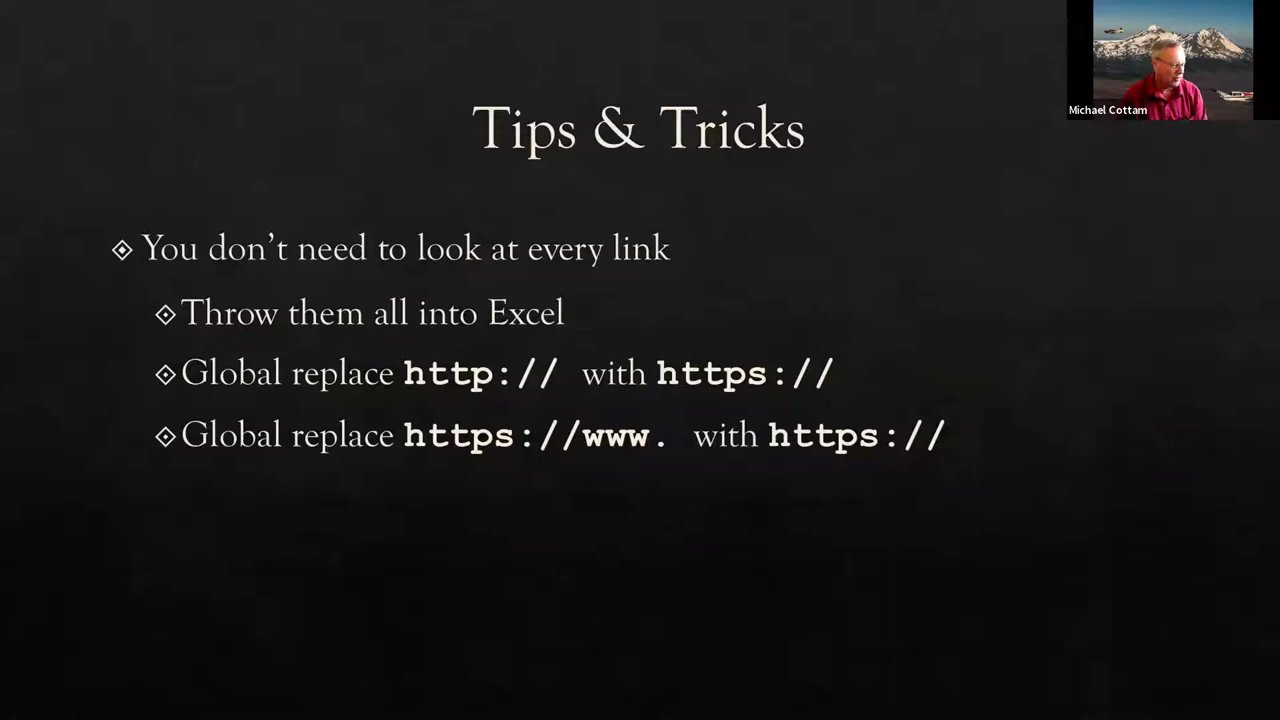 Michael Cottam
Tips & Tricks
You don’t need to look at every link
Throw them all into Excel
Global replace http:// with https://
Global replace https://www. with https://